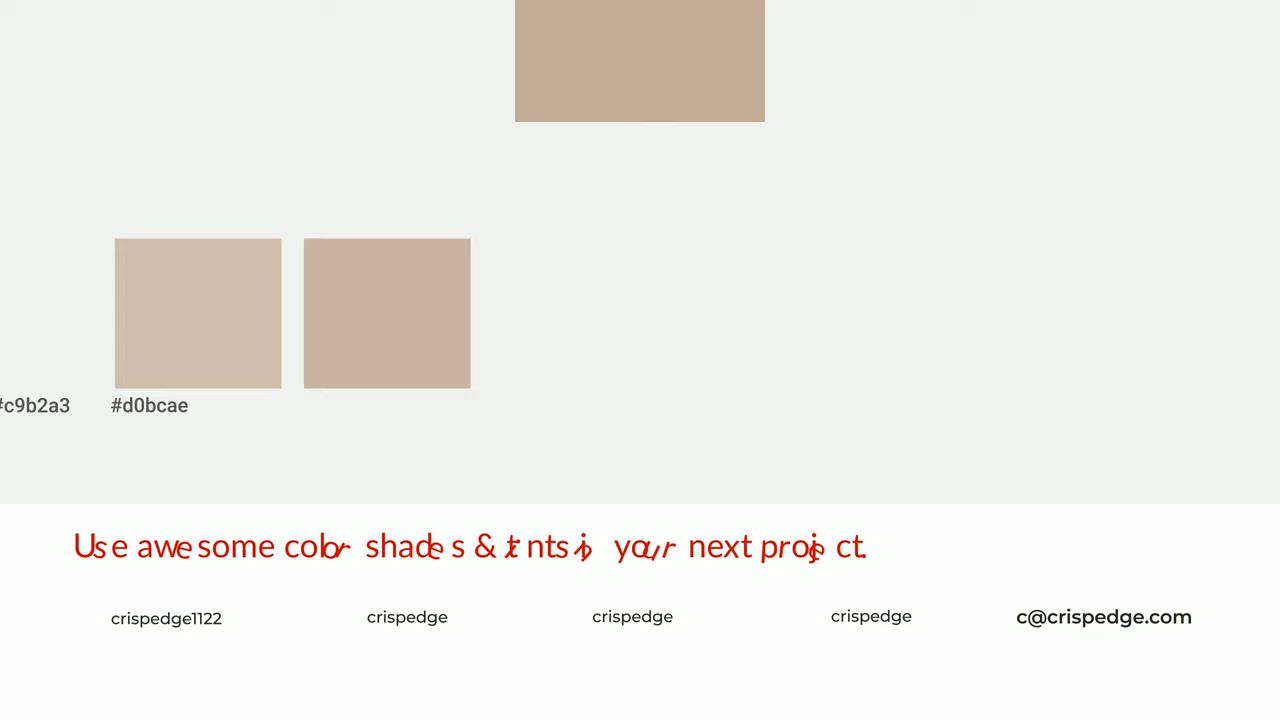 #c9b2a3 #d0bcae
Use awesome color shades & tints in your next project.
crispedge1122 crispedge crispedge crispedge c@crispedge.com